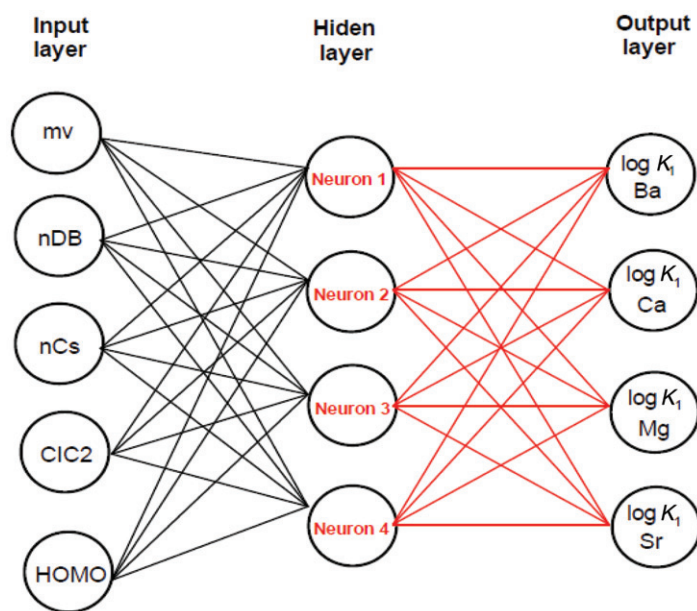 Input
layer
Hiden
layer
Output
layer
mv
nDB
nCs
CIC2
HOMO
Neuron 1
Neuron 2
Neuron 3
Neuron 4
log K₁
Ba
log K₁
Ca
log K₁
Mg
log K₁
Sr